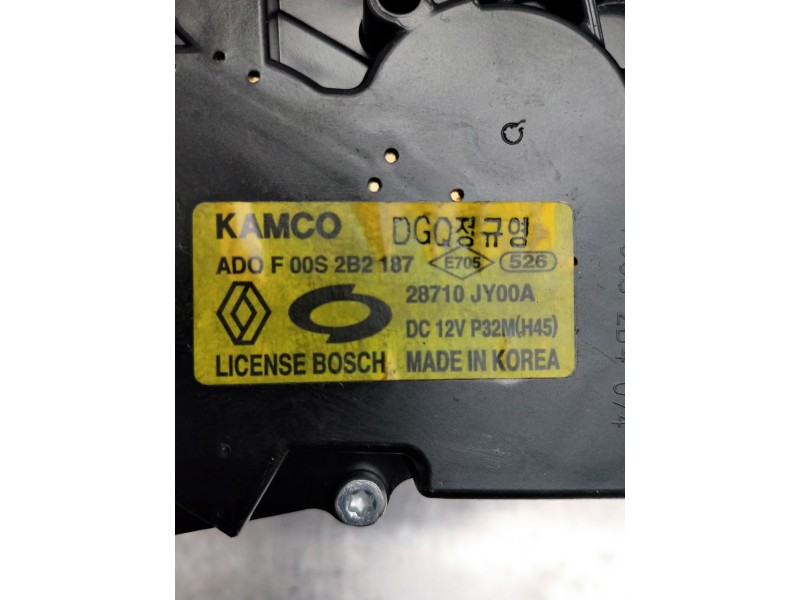 KAMCO DGQ정규영
ADO F 00S 2B2 187 E705 526
28710 JY00A
DC 12V P32M(H45)
LICENSE BOSCH MADE IN KOREA